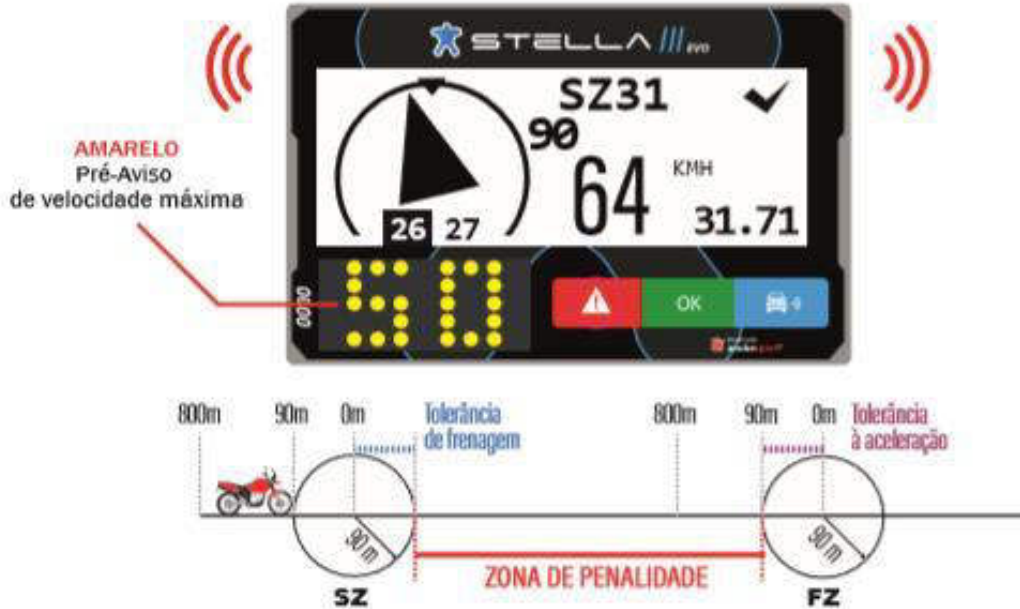 STELLA III EVO
SZ31
90
64 KMH
31.71
26 27
AMARELO
Pré-Aviso
de velocidade máxima
50
OK
800m 90m 0m Tolerância
de frenagem
800m 90m 0m Tolerância
à aceleração
90 m
90 m
ZONA DE PENALIDADE
SZ
FZ